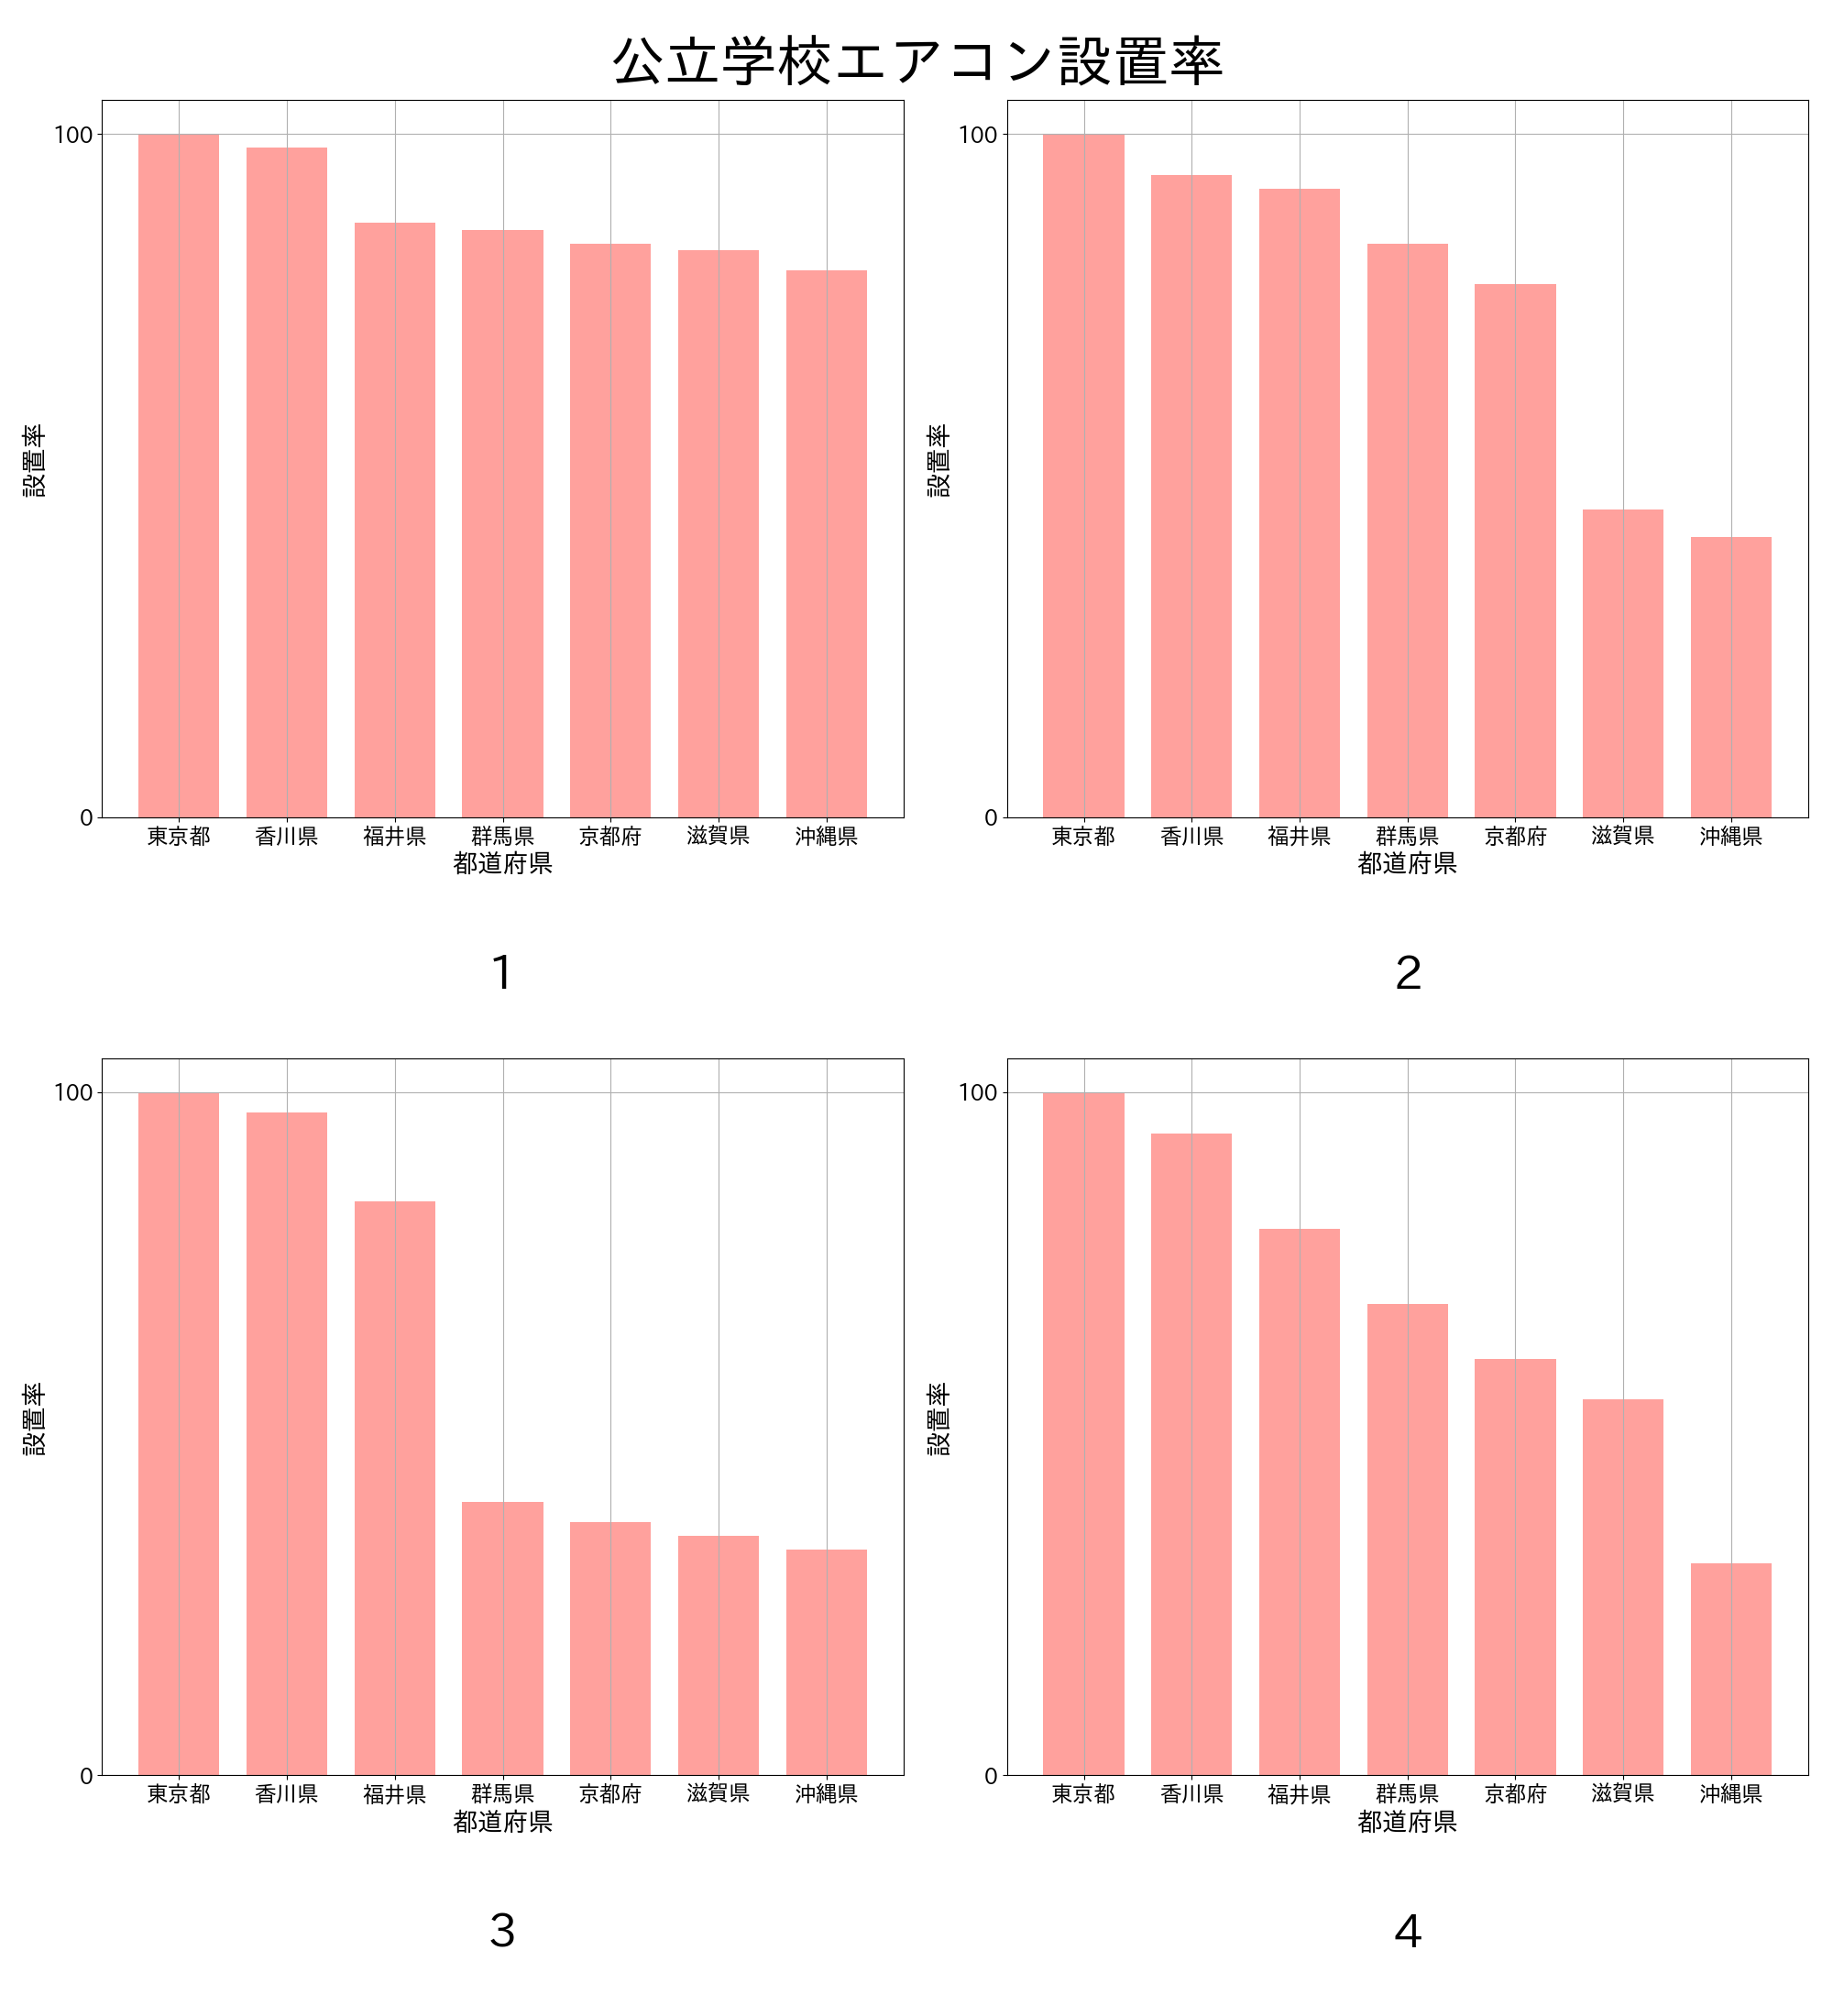 公立学校エアコン設置率
100
設置率
0
東京都 香川県 福井県 群馬県 京都府 滋賀県 沖縄県
都道府県
1
100
設置率
0
東京都 香川県 福井県 群馬県 京都府 滋賀県 沖縄県
都道府県
2
100
設置率
0
東京都 香川県 福井県 群馬県 京都府 滋賀県 沖縄県
都道府県
3
100
設置率
0
東京都 香川県 福井県 群馬県 京都府 滋賀県 沖縄県
都道府県
4